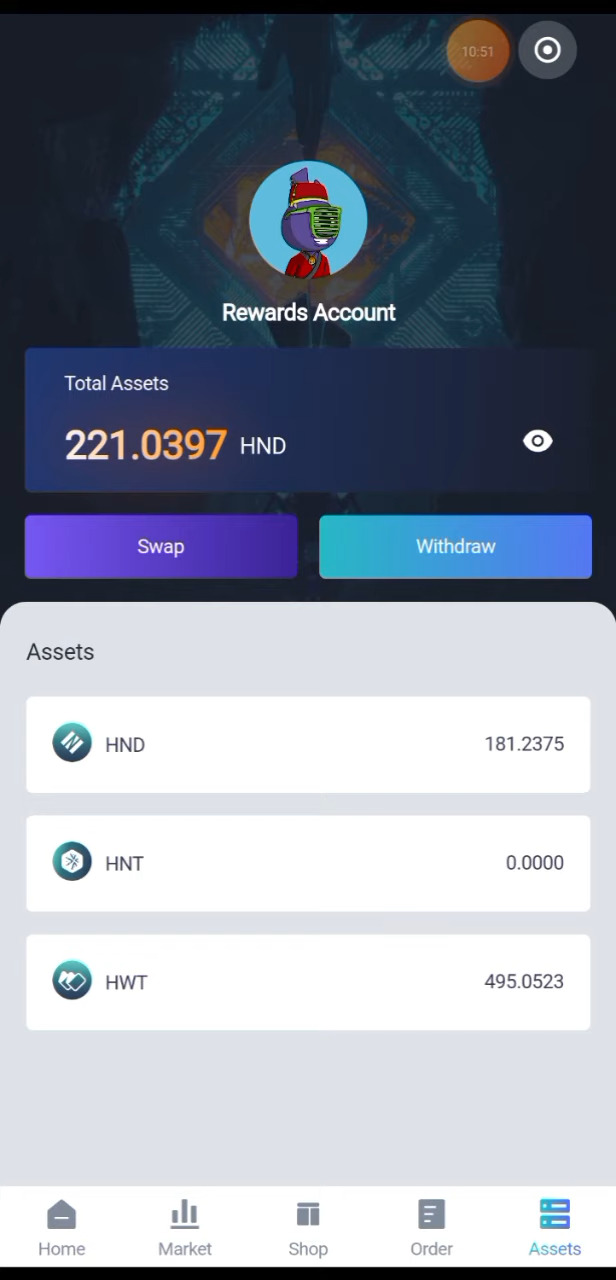 10:51
Rewards Account
Total Assets
221.0397 HND
Swap Withdraw
Assets
HND 181.2375
HNT 0.0000
HWT 495.0523
Home Market Shop Order Assets